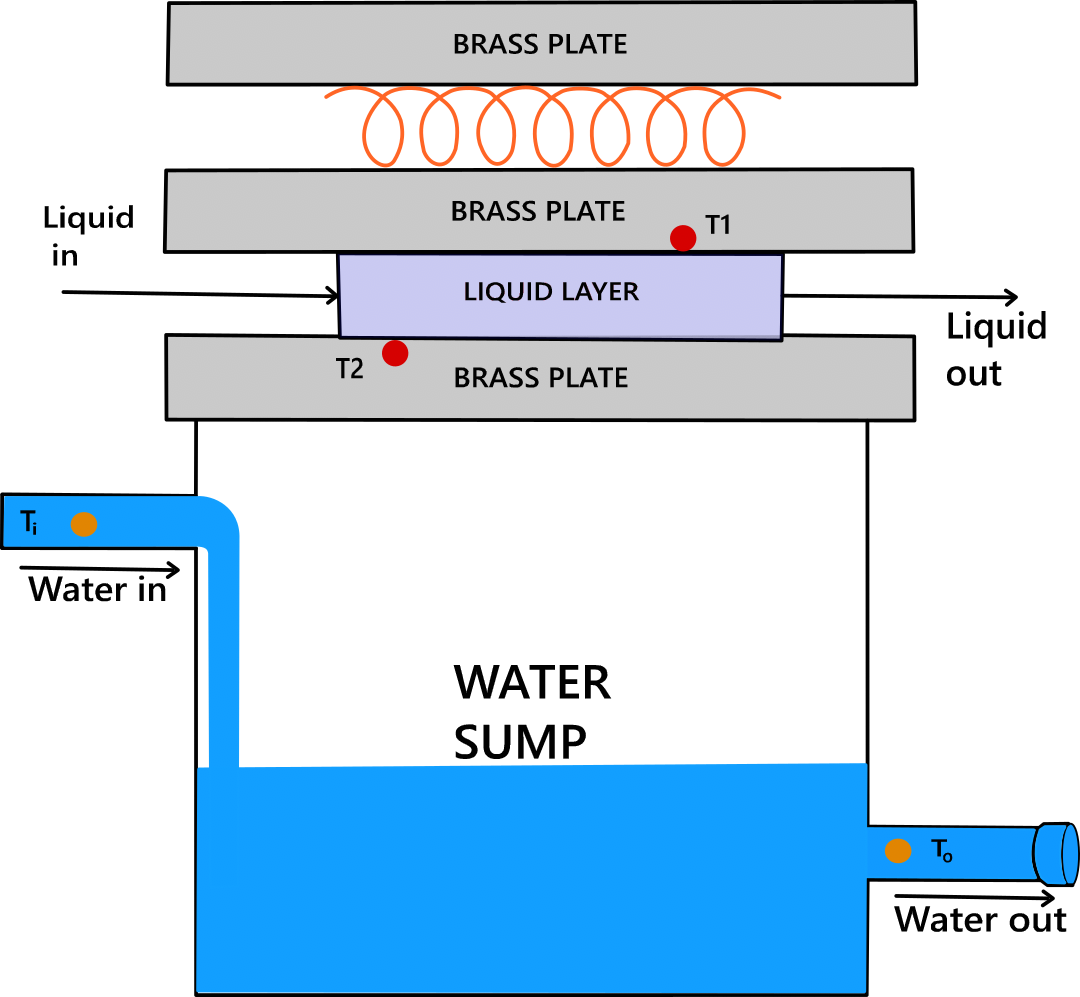 BRASS PLATE
BRASS PLATE
T1
Liquid
in
LIQUID LAYER
Liquid
out
T2
BRASS PLATE
Ti
Water in
WATER
SUMP
To
Water out